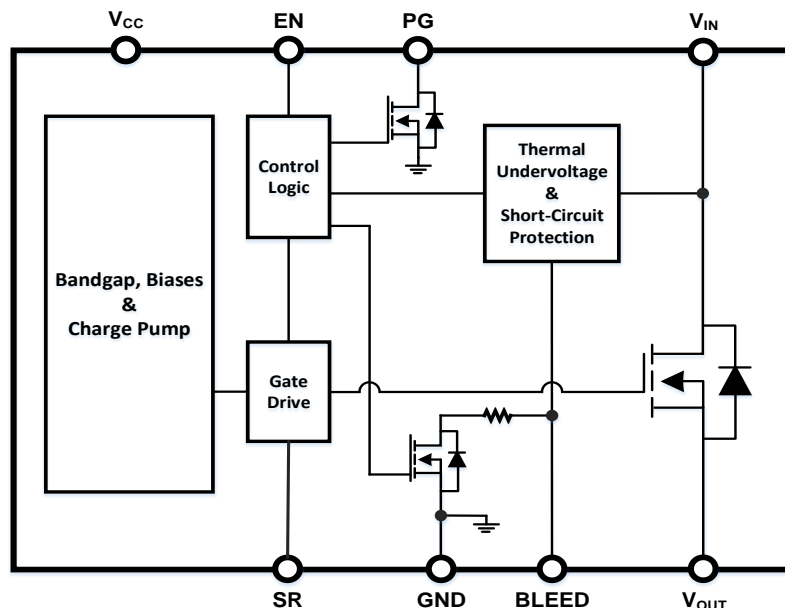 VCC
EN
PG
VIN
Control
Logic
Thermal
Undervoltage
&
Short-Circuit
Protection
Bandgap, Biases
&
Charge Pump
Gate
Drive
SR
GND
BLEED
VOUT